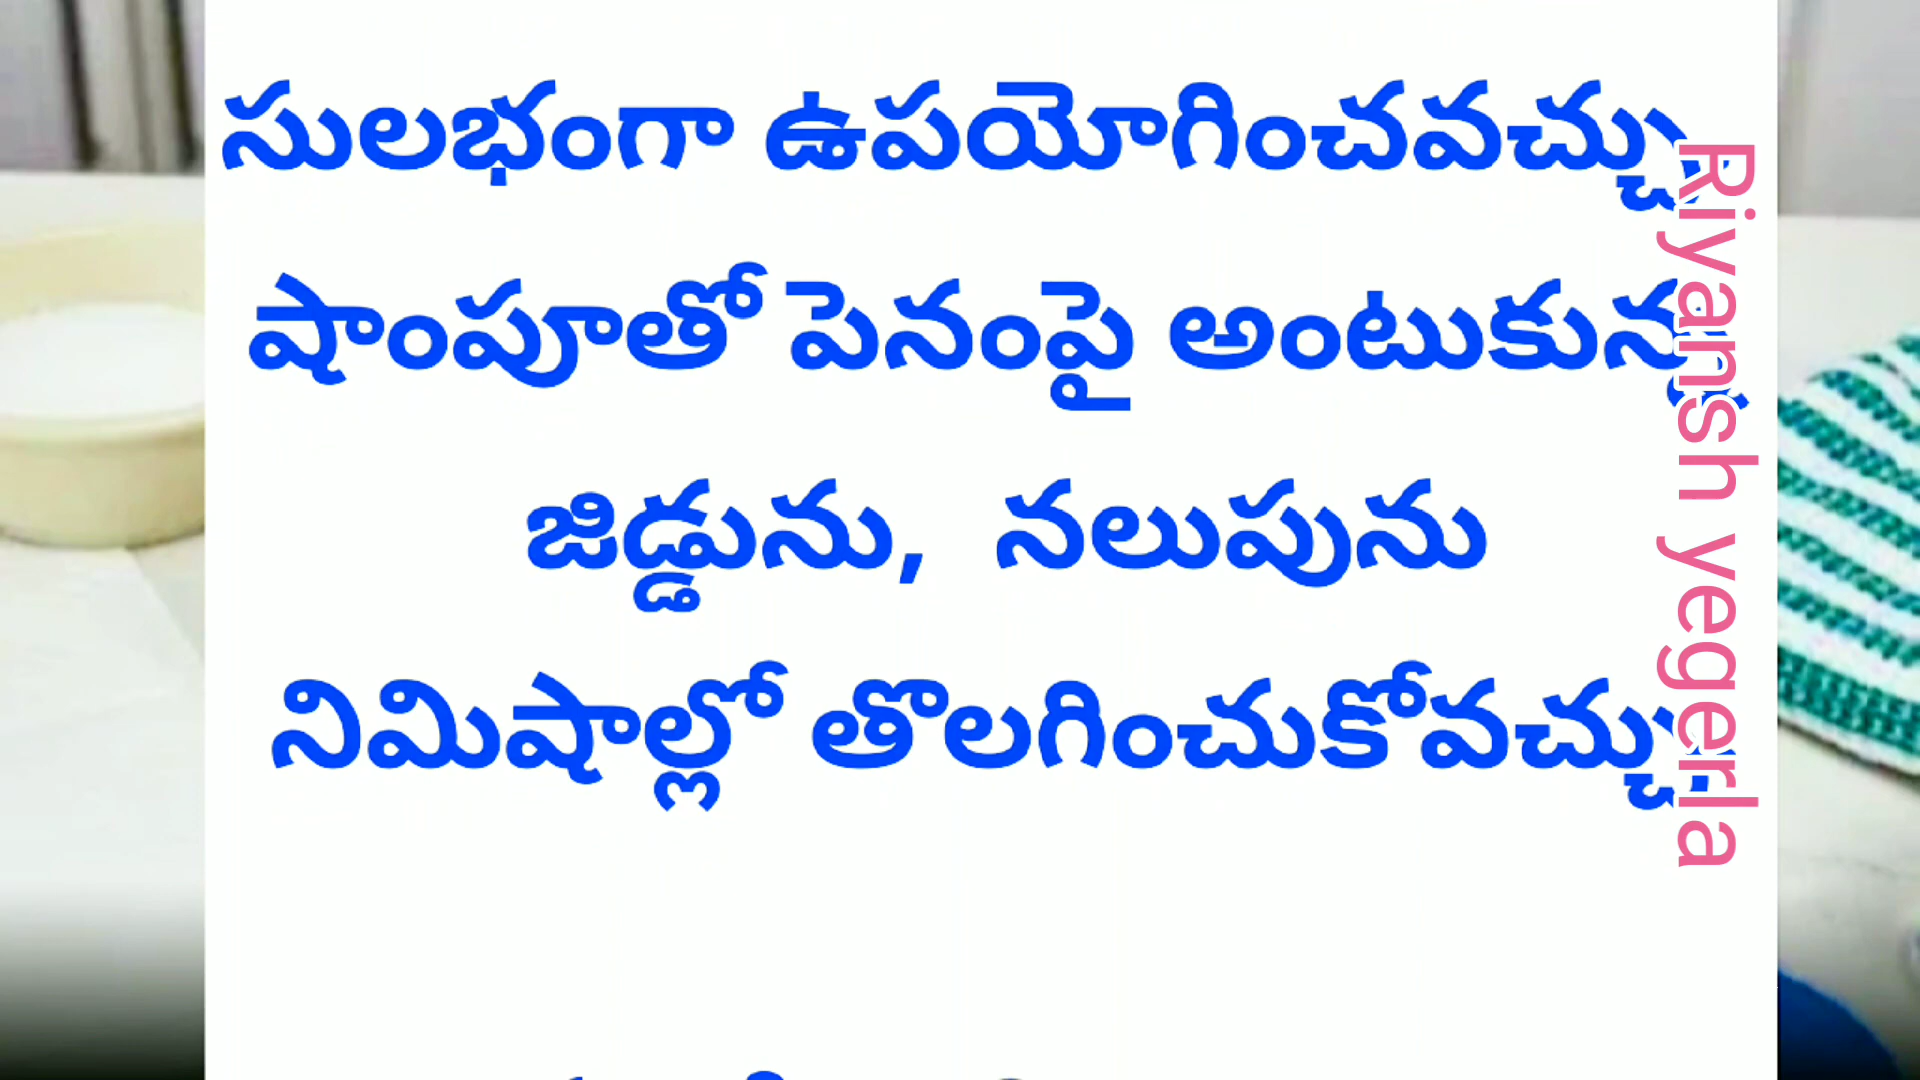 సులభంగా ఉపయోగించవచ్చు
షాంపూతో పెనంపై అంటుకున్న
జిడ్డును, నలుపును
నిమిషాల్లో తొలగించుకోవచ్చు.
Riyansh yegerla